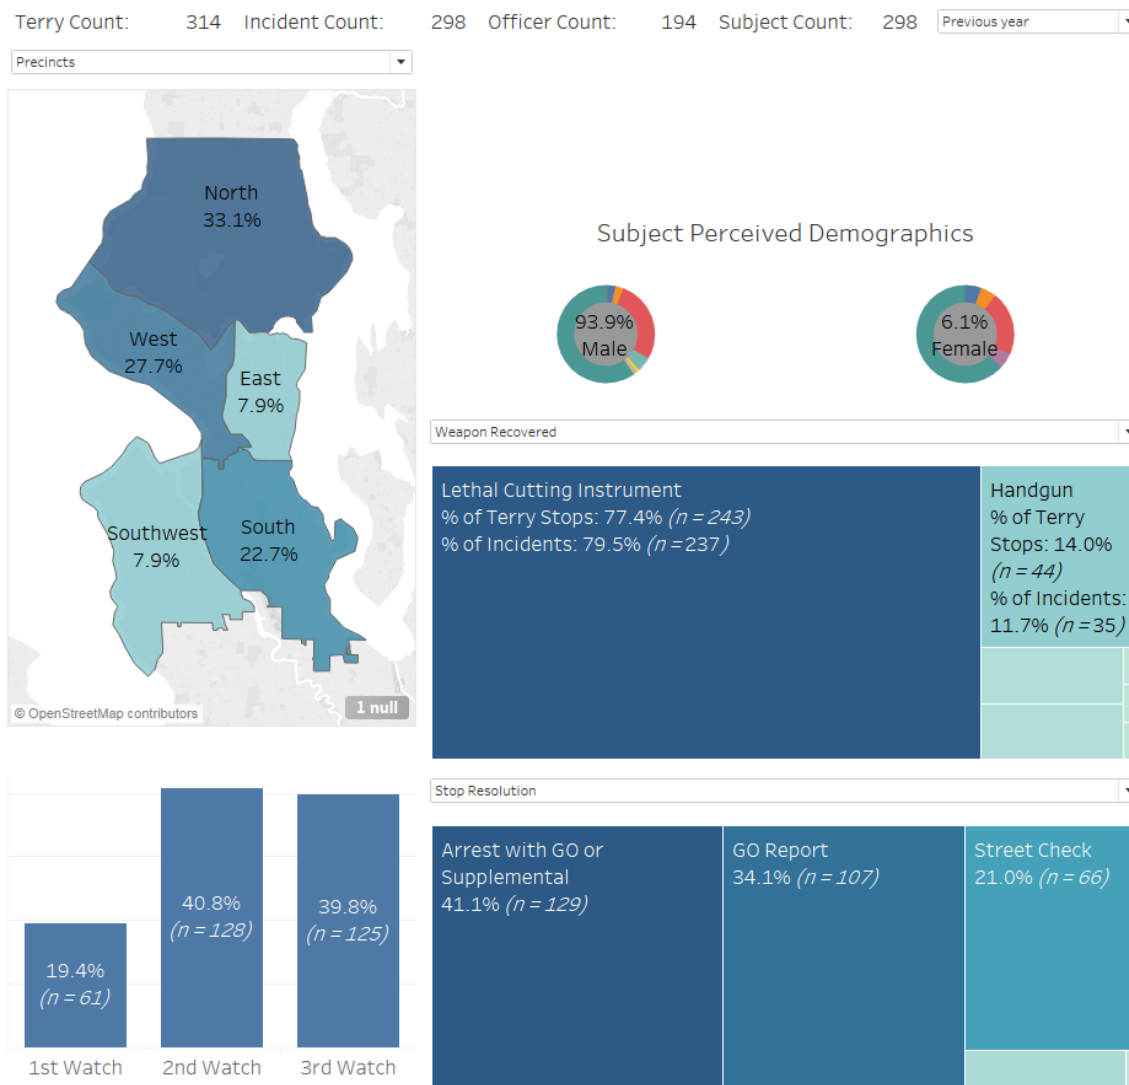 Terry Count: 314 Incident Count: 298 Officer Count: 194 Subject Count: 298 Previous year
Precincts
North
33.1%
West
27.7%
East
7.9%
Southwest
7.9%
South
22.7%
© OpenStreetMap contributors
1 null
Subject Perceived Demographics
93.9%
Male
6.1%
Female
Weapon Recovered
Lethal Cutting Instrument
% of Terry Stops: 77.4% (n = 243)
% of Incidents: 79.5% (n = 237)
Handgun
% of Terry
Stops: 14.0%
(n = 44)
% of Incidents:
11.7% (n = 35)
19.4%
(n = 61)
40.8%
(n = 128)
39.8%
(n = 125)
1st Watch
2nd Watch
3rd Watch
Stop Resolution
Arrest with GO or
Supplemental
41.1% (n = 129)
GO Report
34.1% (n = 107)
Street Check
21.0% (n = 66)